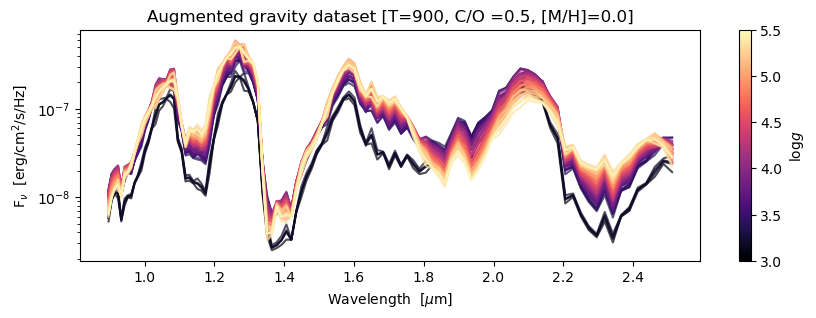 Augmented gravity dataset [T=900, C/O =0.5, [M/H]=0.0]
F_ν [erg/cm²/s/Hz]
10⁻⁷
10⁻⁸
1.0 1.2 1.4 1.6 1.8 2.0 2.2 2.4
Wavelength [μm]
5.5
5.0
4.5
4.0
3.5
3.0
logg